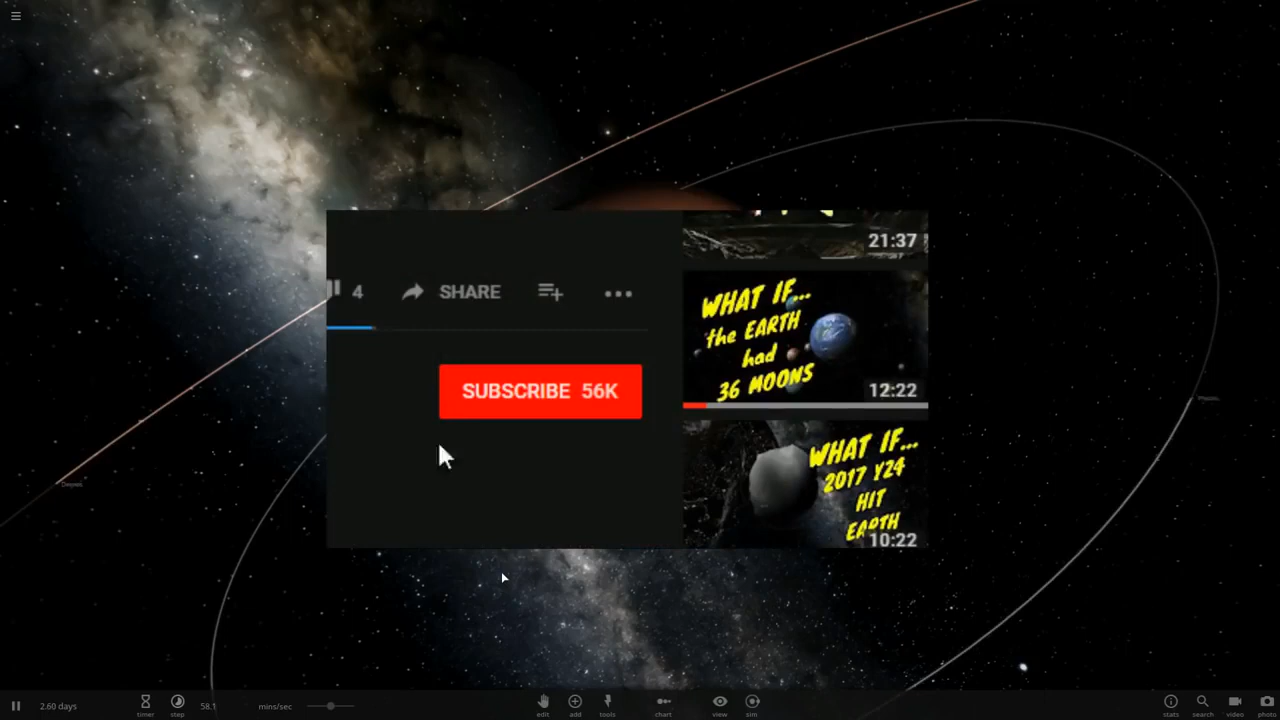 21:37
4 SHARE
WHAT IF...
the EARTH
had
36 MOONS
12:22
SUBSCRIBE 56K
WHAT IF...
2017 YZ4
HIT
EARTH
10:22
Deimos
Phobos
2.60 days
timer
step
58.1
mins/sec
edit
add
tools
chart
view
sim
stats
search
video
photo